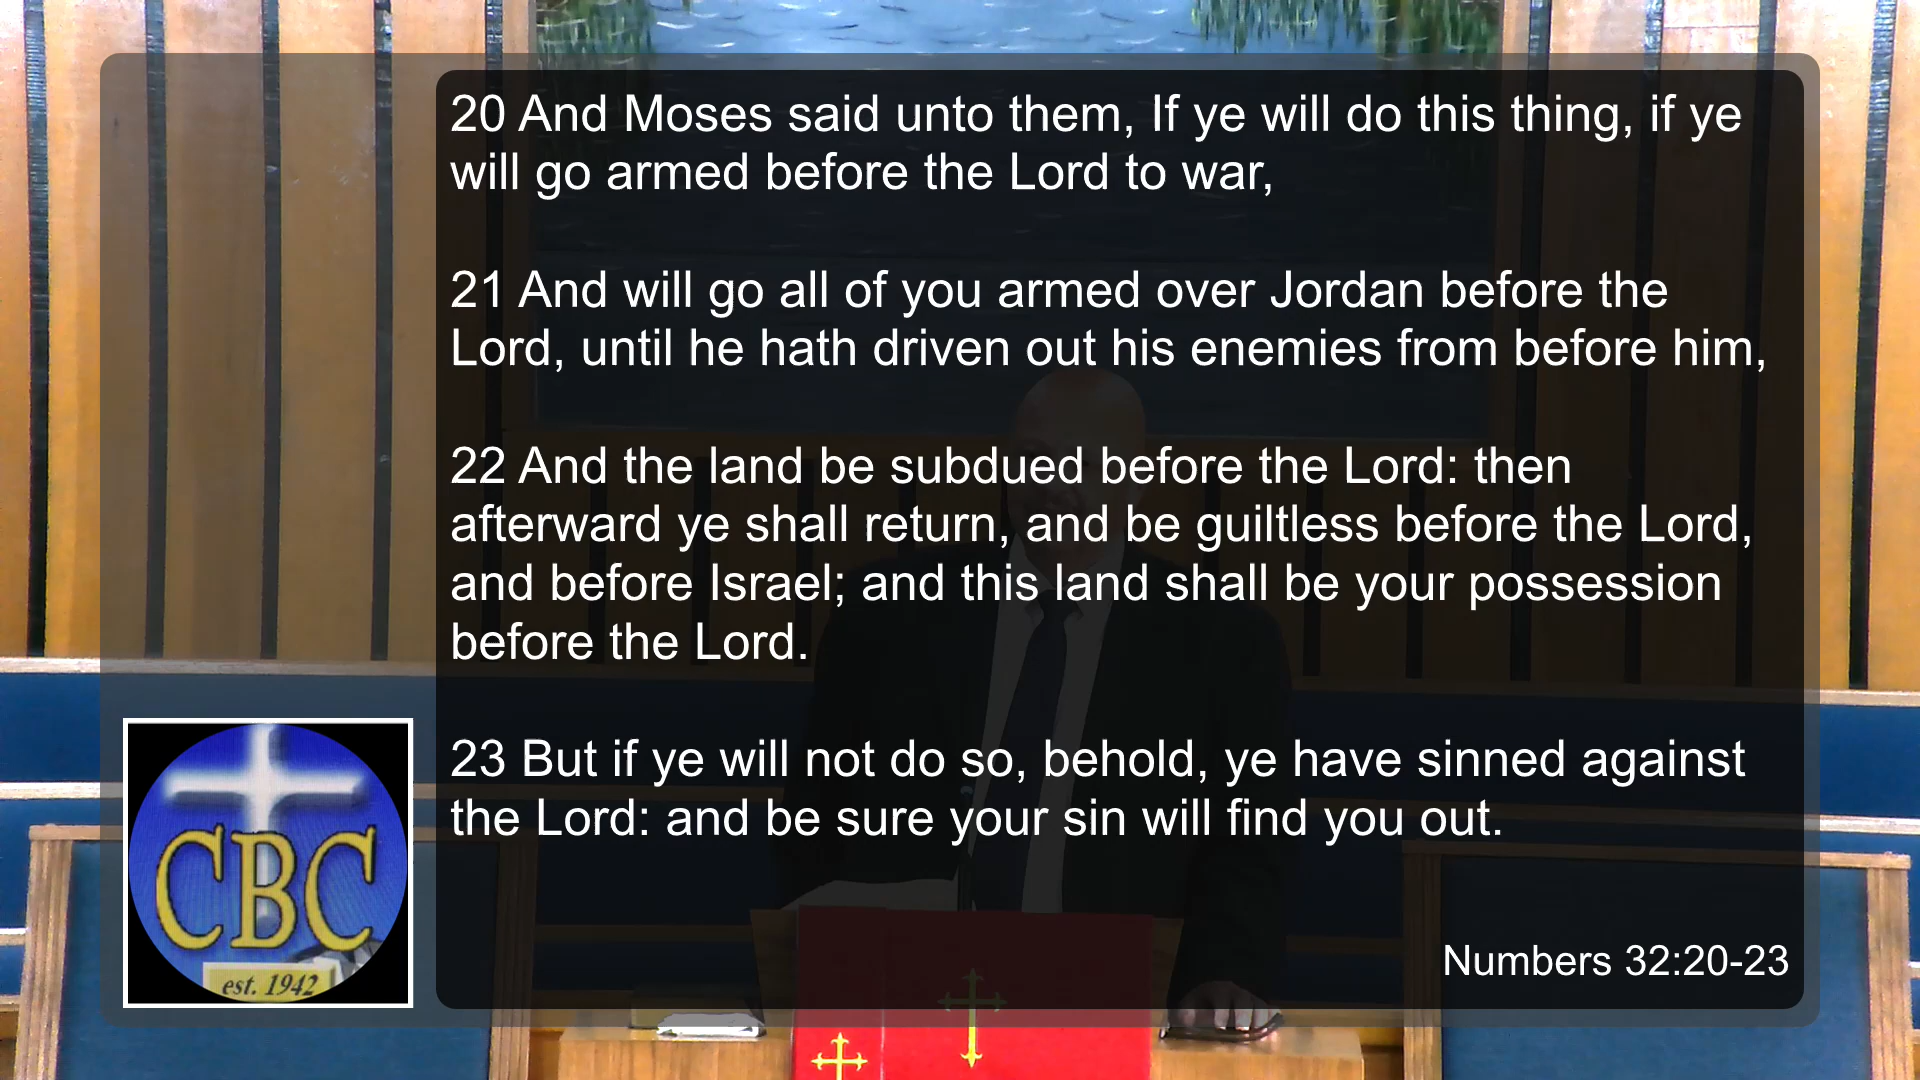 20 And Moses said unto them, If ye will do this thing, if ye
will go armed before the Lord to war,
21 And will go all of you armed over Jordan before the
Lord, until he hath driven out his enemies from before him,
22 And the land be subdued before the Lord: then
afterward ye shall return, and be guiltless before the Lord,
and before Israel; and this land shall be your possession
before the Lord.
23 But if ye will not do so, behold, ye have sinned against
the Lord: and be sure your sin will find you out.
Numbers 32:20-23
CBC
est. 1942